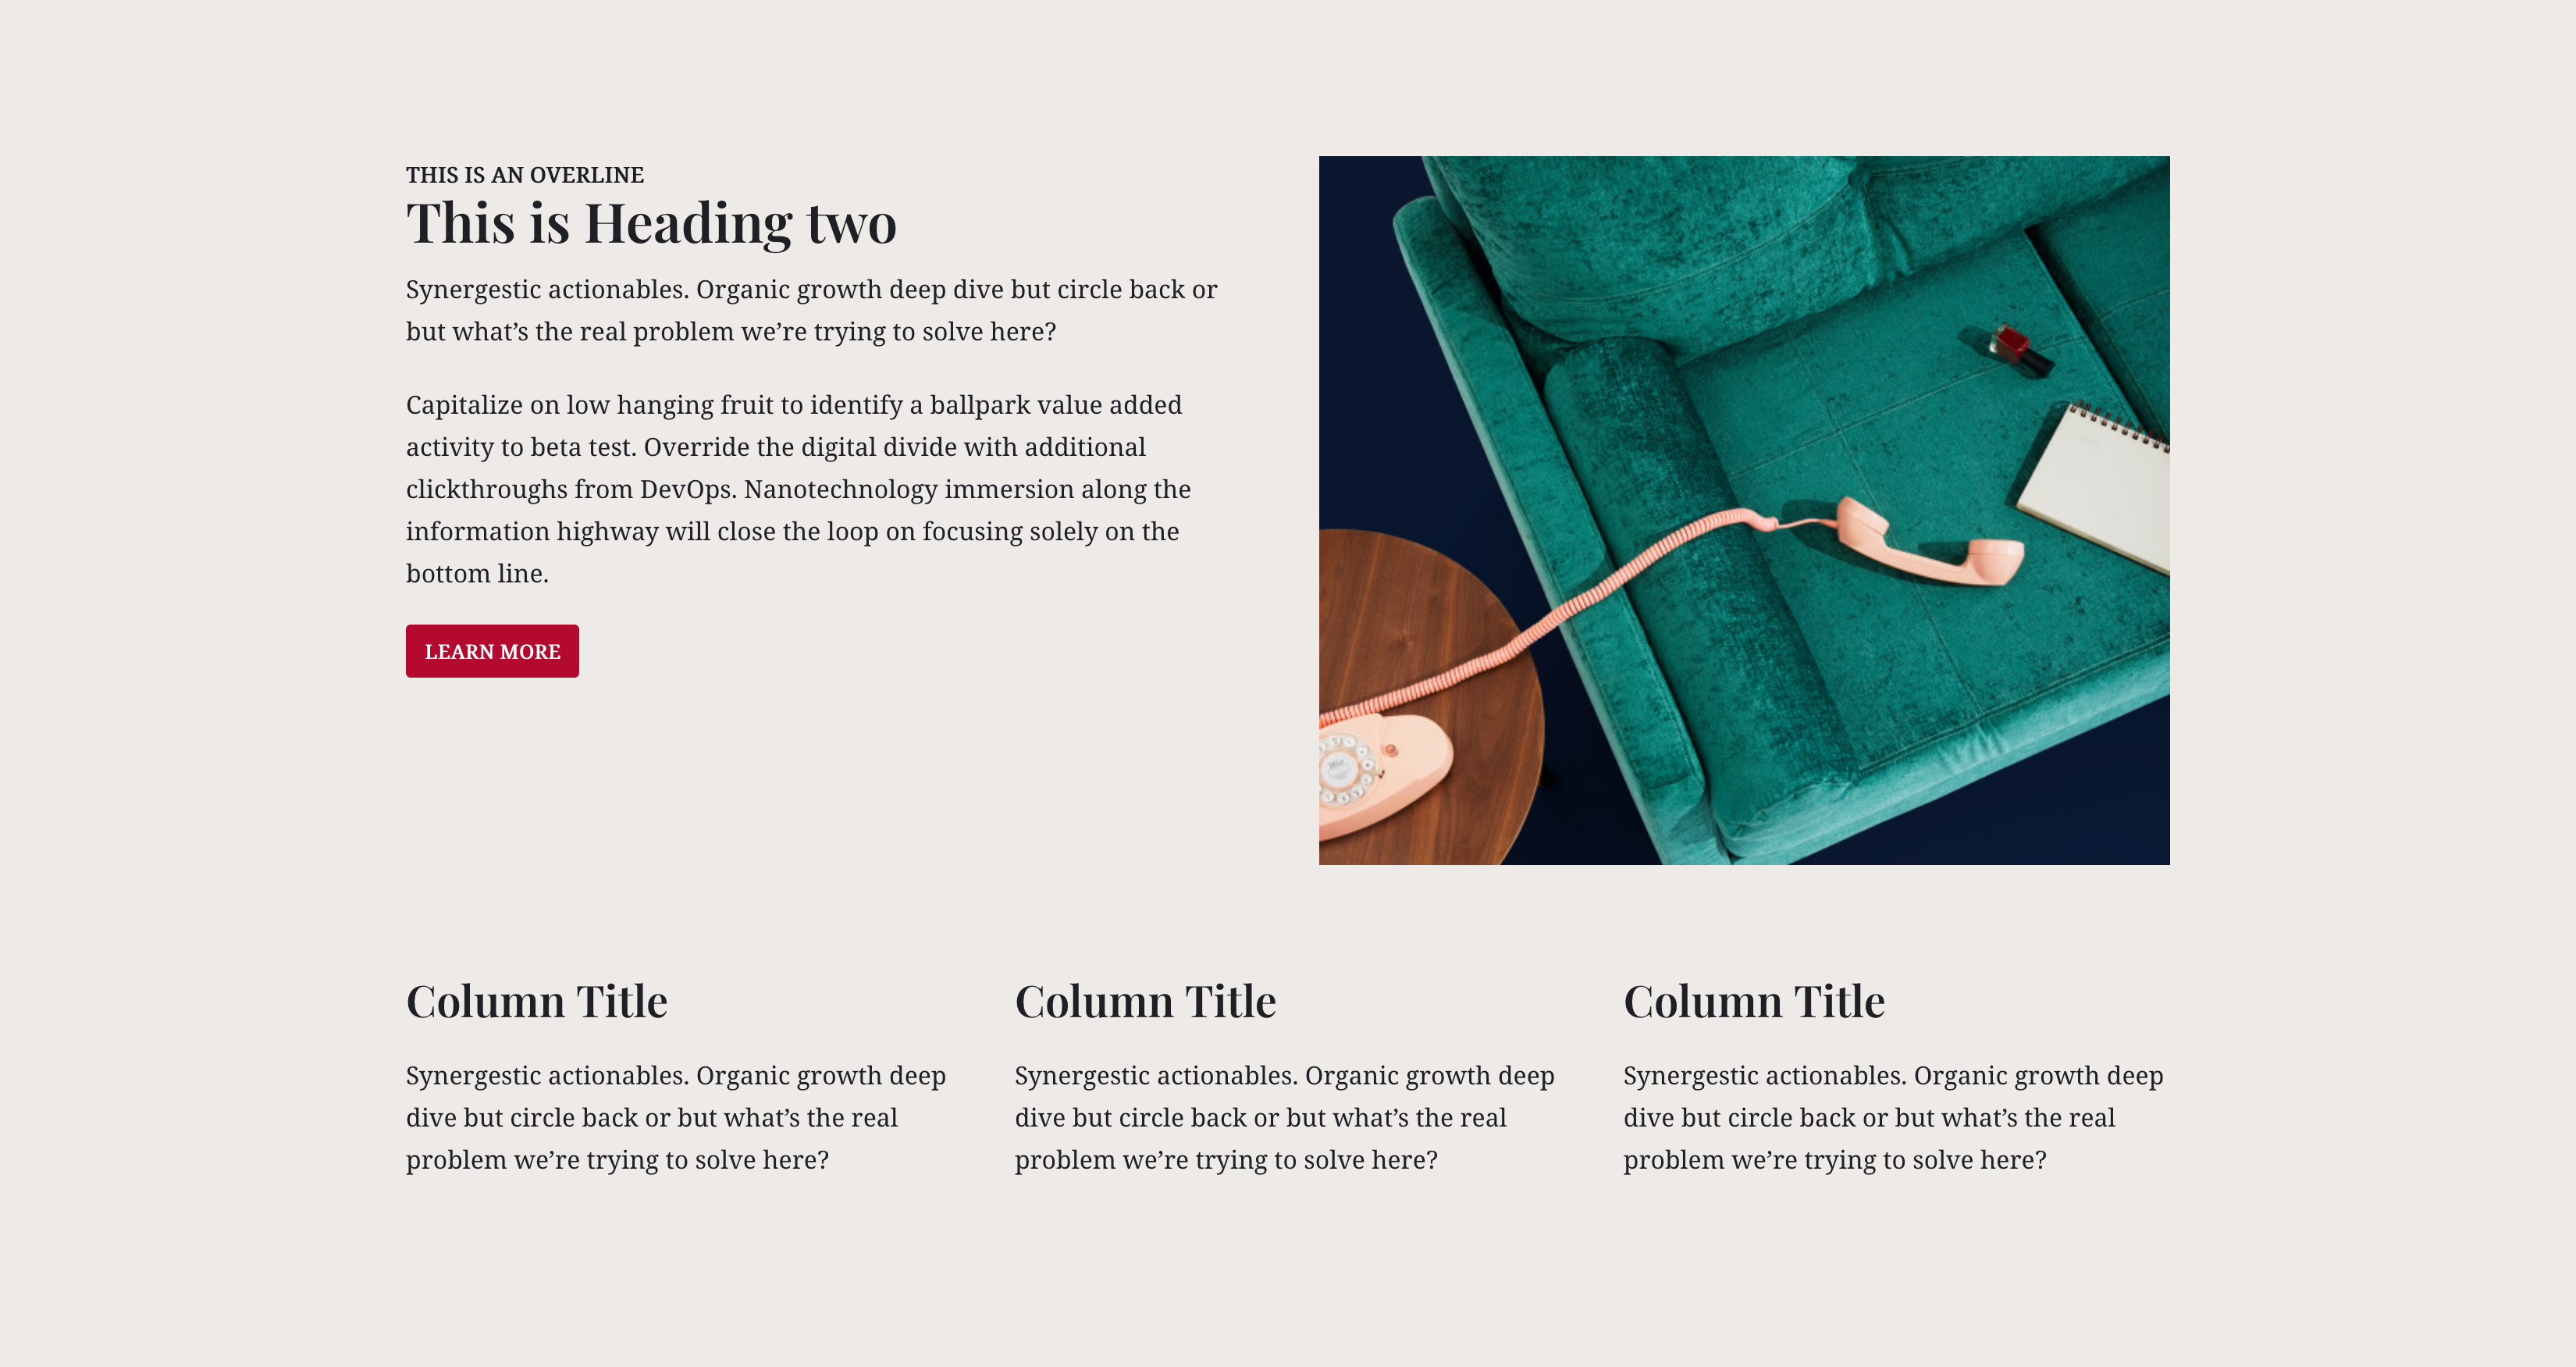 THIS IS AN OVERLINE
This is Heading two
Synergestic actionables. Organic growth deep dive but circle back or
but what’s the real problem we’re trying to solve here?
Capitalize on low hanging fruit to identify a ballpark value added
activity to beta test. Override the digital divide with additional
clickthroughs from DevOps. Nanotechnology immersion along the
information highway will close the loop on focusing solely on the
bottom line.
LEARN MORE
Column Title
Synergestic actionables. Organic growth deep
dive but circle back or but what’s the real
problem we’re trying to solve here?
Column Title
Synergestic actionables. Organic growth deep
dive but circle back or but what’s the real
problem we’re trying to solve here?
Column Title
Synergestic actionables. Organic growth deep
dive but circle back or but what’s the real
problem we’re trying to solve here?